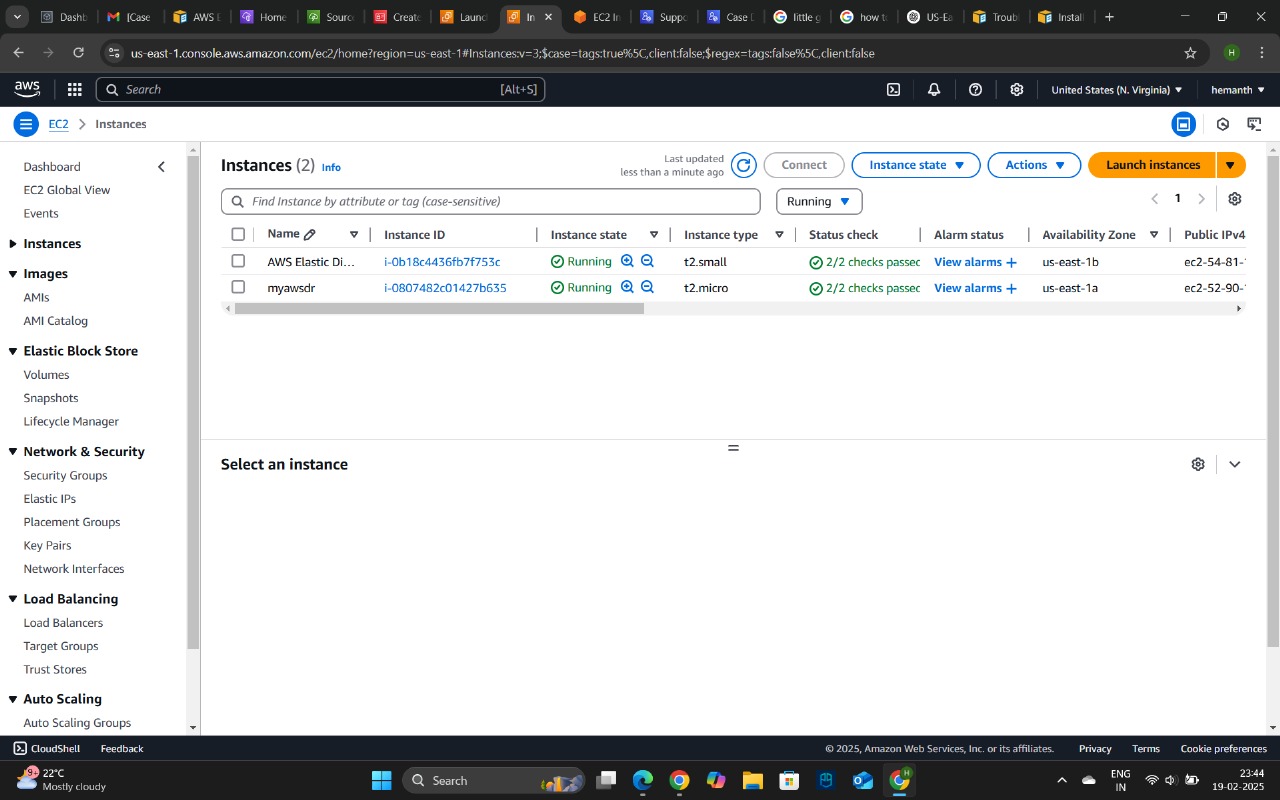 Dashb
[Case
AWS E
Home
Sourc
Create
Launc
In
EC2 In
Suppo
Case D
little g
how to
US-Ea
Troub
Install
us-east-1.console.aws.amazon.com/ec2/home?region=us-east-1#Instances:v=3;$case=tags:true%5C,client:false;$regex=tags:false%5C,client:false
H
aws
Search
[Alt+S]
United States (N. Virginia)
hemanth
EC2
Instances
Dashboard
EC2 Global View
Events
Instances
Images
AMIs
AMI Catalog
Elastic Block Store
Volumes
Snapshots
Lifecycle Manager
Network & Security
Security Groups
Elastic IPs
Placement Groups
Key Pairs
Network Interfaces
Load Balancing
Load Balancers
Target Groups
Trust Stores
Auto Scaling
Auto Scaling Groups
Instances (2) Info
Last updated
less than a minute ago
Connect
Instance state
Actions
Launch instances
Find Instance by attribute or tag (case-sensitive)
Running
1
Name Instance ID Instance state Instance type Status check Alarm status Availability Zone Public IPv4
AWS Elastic Di... i-0b18c4436fb7f753c Running t2.small 2/2 checks passec View alarms + us-east-1b ec2-54-81-
myawsdr i-0807482c01427b635 Running t2.micro 2/2 checks passec View alarms + us-east-1a ec2-52-90-
Select an instance
CloudShell
Feedback
© 2025, Amazon Web Services, Inc. or its affiliates.
Privacy
Terms
Cookie preferences
9+
22°C
Mostly cloudy
Search
H
ENG
IN
23:44
19-02-2025